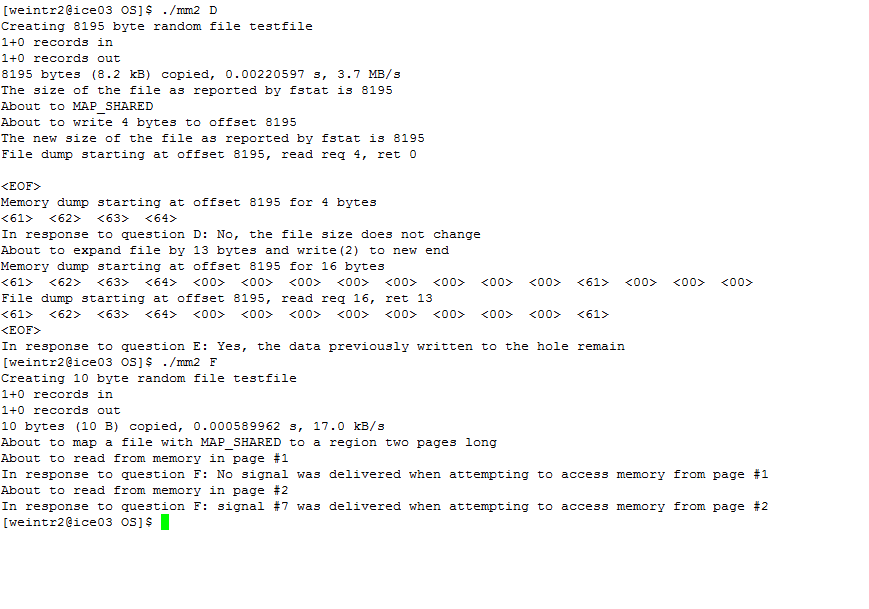 [weintr2@ice03 OS]$ ./mm2 D
Creating 8195 byte random file testfile
1+0 records in
1+0 records out
8195 bytes (8.2 kB) copied, 0.00220597 s, 3.7 MB/s
The size of the file as reported by fstat is 8195
About to MAP_SHARED
About to write 4 bytes to offset 8195
The new size of the file as reported by fstat is 8195
File dump starting at offset 8195, read req 4, ret 0
<EOF>
Memory dump starting at offset 8195 for 4 bytes
<61>  <62>  <63>  <64>
In response to question D: No, the file size does not change
About to expand file by 13 bytes and write(2) to new end
Memory dump starting at offset 8195 for 16 bytes
<61>  <62>  <63>  <64>  <00>  <00>  <00>  <00>  <00>  <00>  <00>  <00>  <61>  <00>  <00>  <00>
File dump starting at offset 8195, read req 16, ret 13
<61>  <62>  <63>  <64>  <00>  <00>  <00>  <00>  <00>  <00>  <00>  <00>  <61>
<EOF>
In response to question E: Yes, the data previously written to the hole remain
[weintr2@ice03 OS]$ ./mm2 F
Creating 10 byte random file testfile
1+0 records in
1+0 records out
10 bytes (10 B) copied, 0.000589962 s, 17.0 kB/s
About to map a file with MAP_SHARED to a region two pages long
About to read from memory in page #1
In response to question F: No signal was delivered when attempting to access memory from page #1
About to read from memory in page #2
In response to question F: signal #7 was delivered when attempting to access memory from page #2
[weintr2@ice03 OS]$